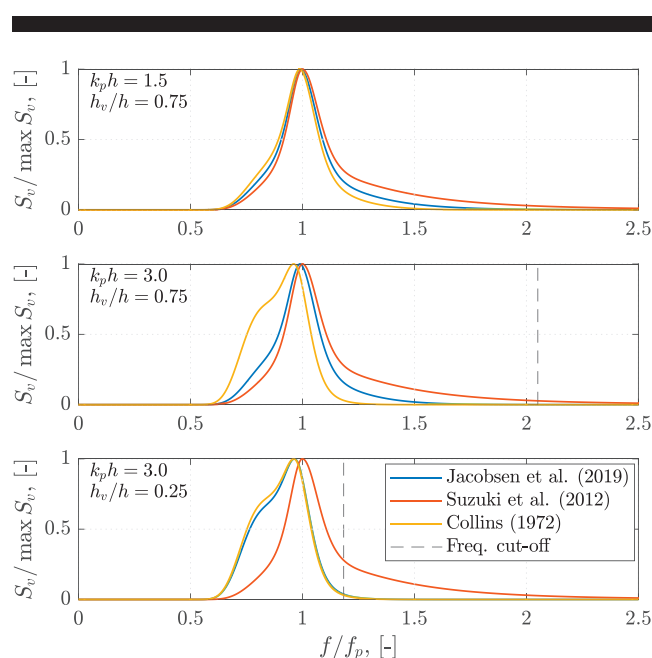 k_p h = 1.5
h_v/h = 0.75
S_v/ max S_v, [-]
1
0.5
0
0 0.5 1 1.5 2 2.5
k_p h = 3.0
h_v/h = 0.75
S_v/ max S_v, [-]
1
0.5
0
0 0.5 1 1.5 2 2.5
k_p h = 3.0
h_v/h = 0.25
S_v/ max S_v, [-]
1
0.5
0
Jacobsen et al. (2019)
Suzuki et al. (2012)
Collins (1972)
Freq. cut-off
0 0.5 1 1.5 2 2.5
f/f_p, [-]